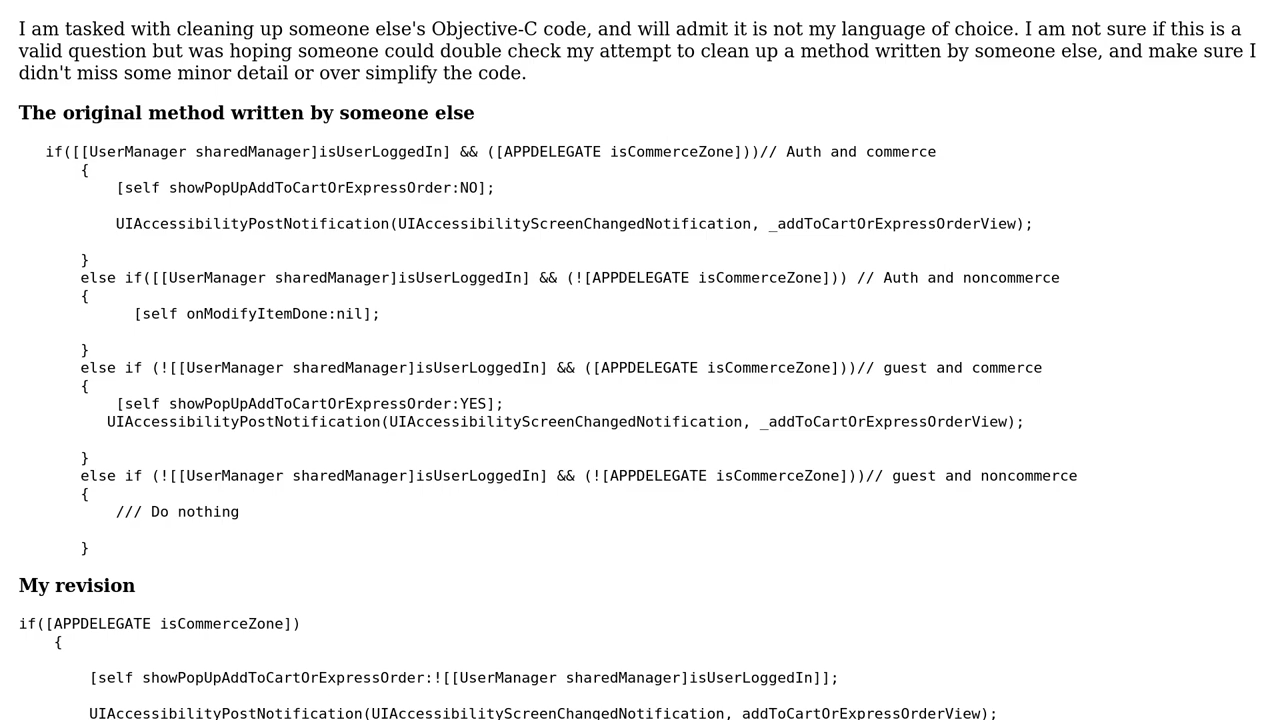 I am tasked with cleaning up someone else's Objective-C code, and will admit it is not my language of choice. I am not sure if this is a
valid question but was hoping someone could double check my attempt to clean up a method written by someone else, and make sure I
didn't miss some minor detail or over simplify the code.
The original method written by someone else
if([[UserManager sharedManager]isUserLoggedIn] && ([APPDELEGATE isCommerceZone]))// Auth and commerce
{
[self showPopUpAddToCartOrExpressOrder:NO];
UIAccessibilityPostNotification(UIAccessibilityScreenChangedNotification, _addToCartOrExpressOrderView);
}
else if([[UserManager sharedManager]isUserLoggedIn] && (![APPDELEGATE isCommerceZone])) // Auth and noncommerce
{
[self onModifyItemDone:nil];
}
else if (![[UserManager sharedManager]isUserLoggedIn] && ([APPDELEGATE isCommerceZone]))// guest and commerce
{
[self showPopUpAddToCartOrExpressOrder:YES];
UIAccessibilityPostNotification(UIAccessibilityScreenChangedNotification, _addToCartOrExpressOrderView);
}
else if (![[UserManager sharedManager]isUserLoggedIn] && (![APPDELEGATE isCommerceZone]))// guest and noncommerce
{
/// Do nothing
}
My revision
if([APPDELEGATE isCommerceZone])
{
[self showPopUpAddToCartOrExpressOrder:![[UserManager sharedManager]isUserLoggedIn]];
UIAccessibilityPostNotification(UIAccessibilityScreenChangedNotification, _addToCartOrExpressOrderView);